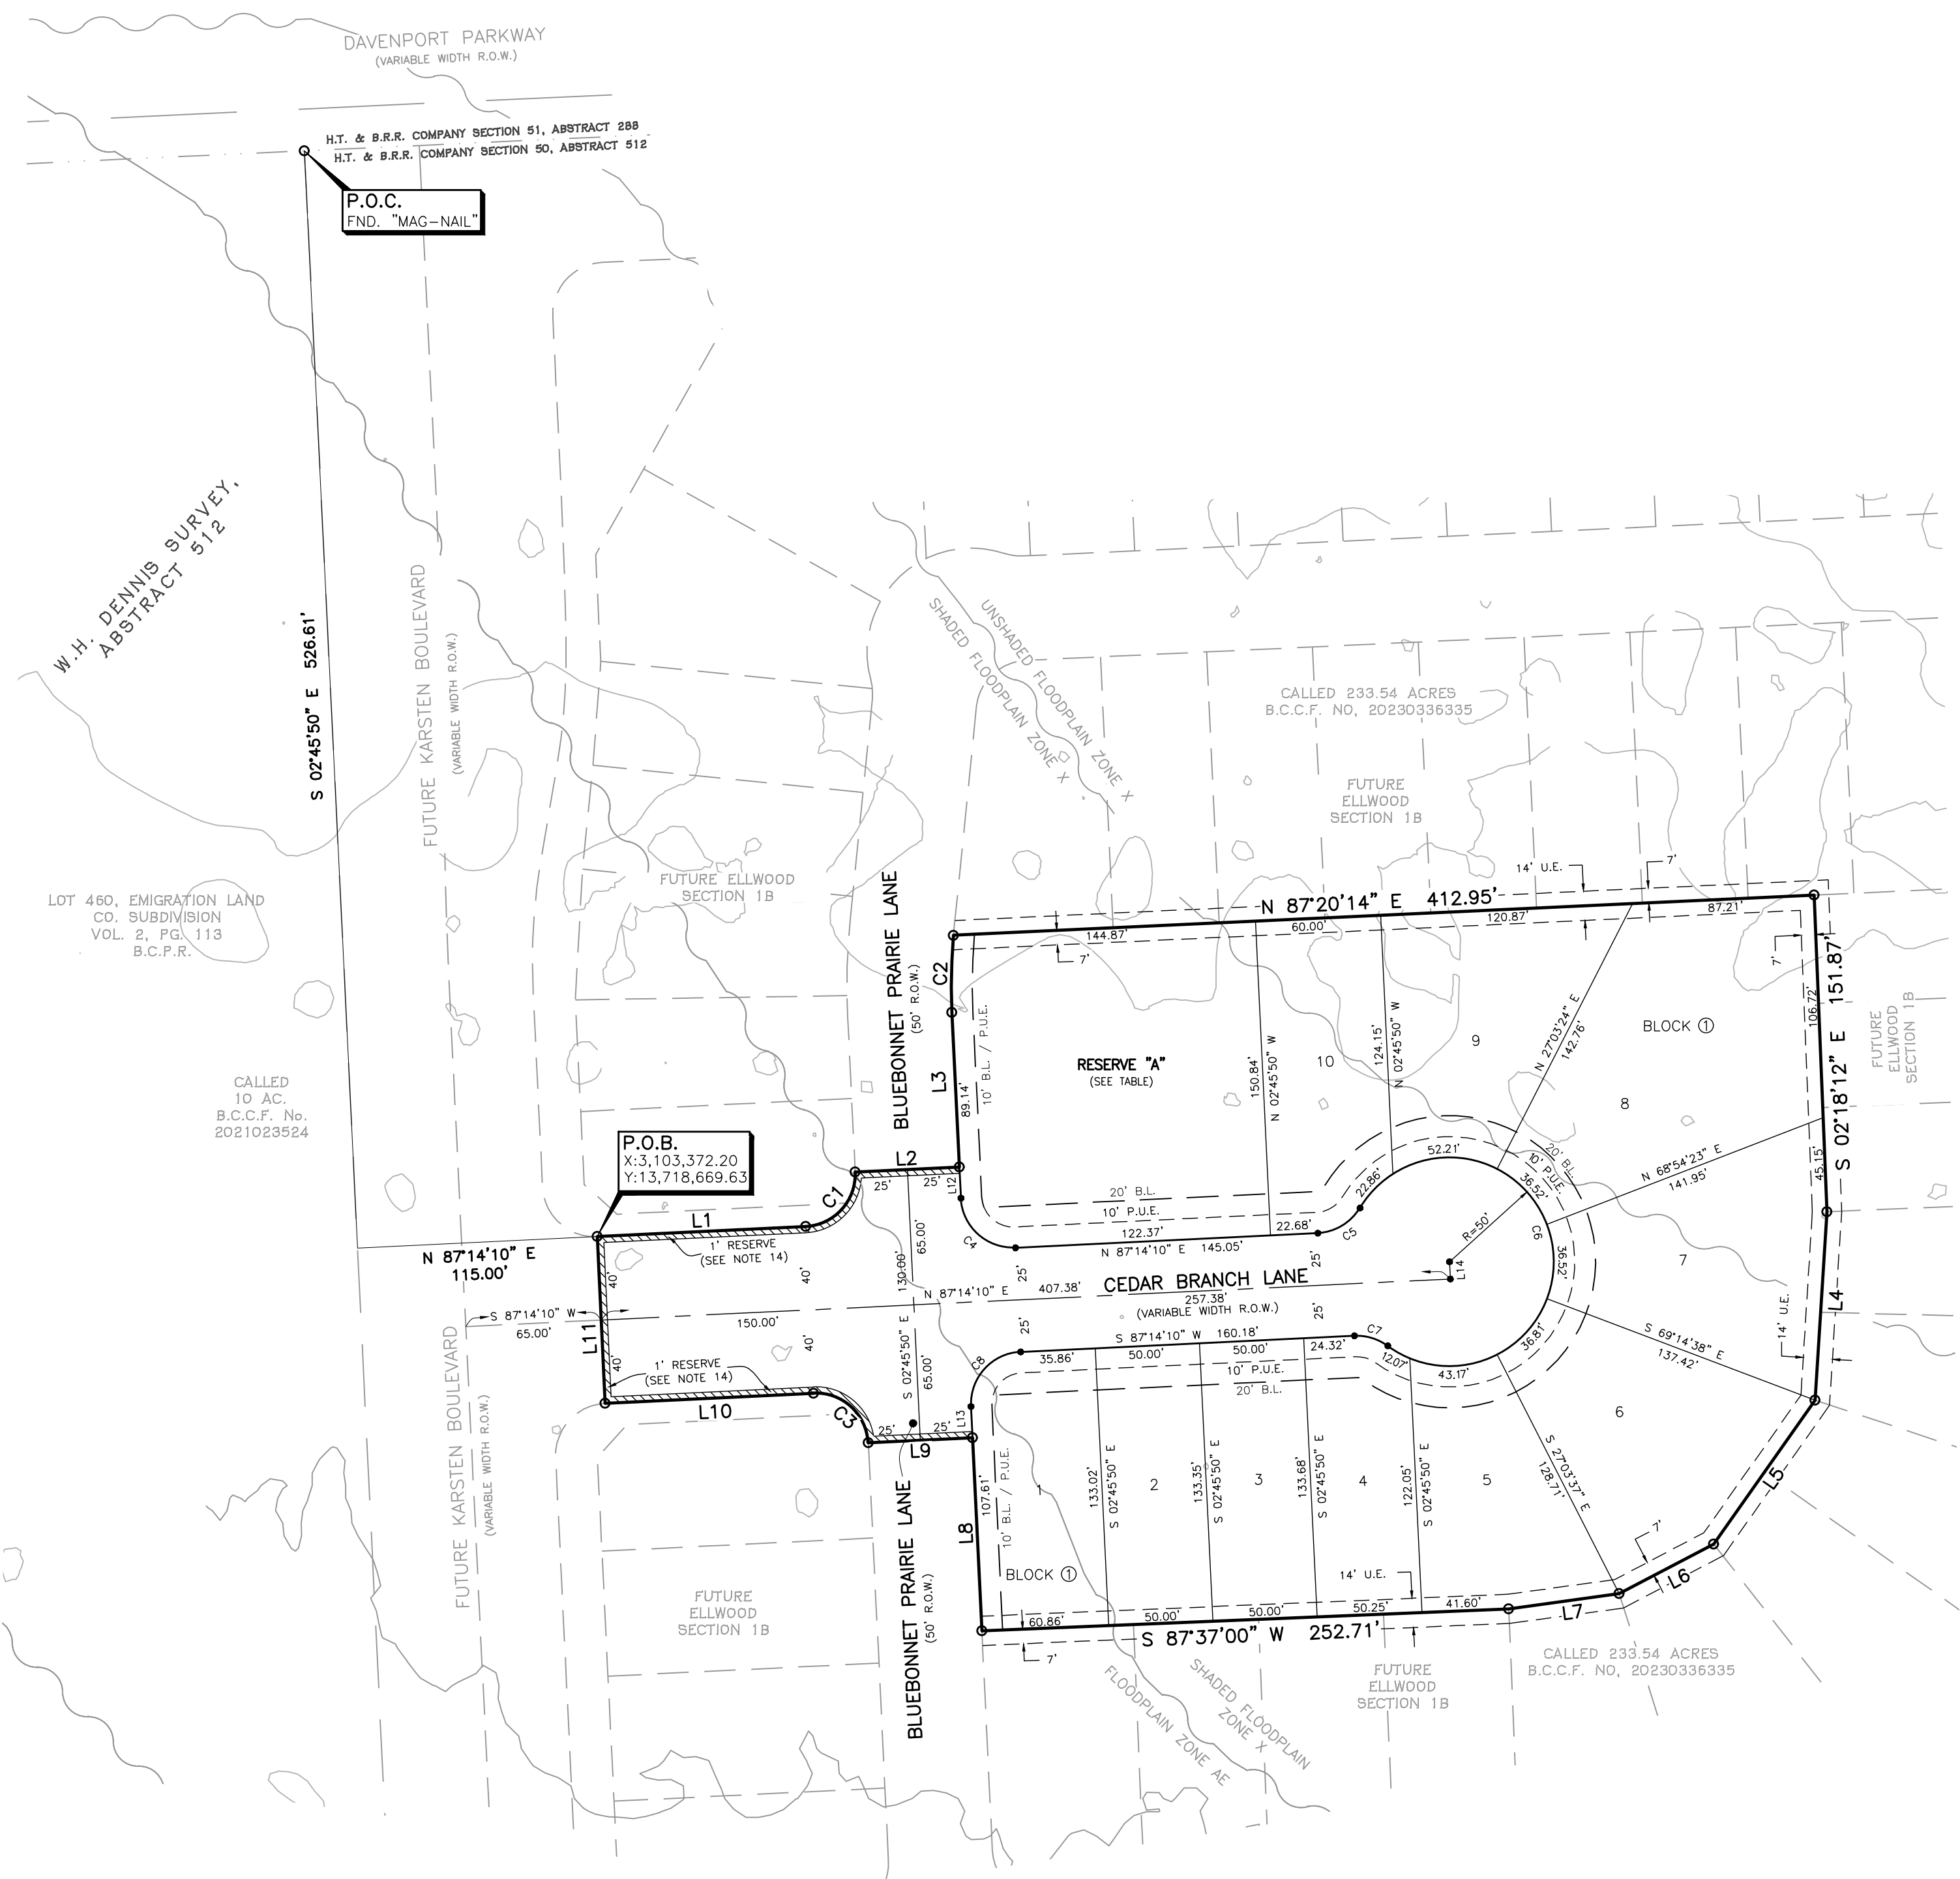 DAVENPORT PARKWAY
(VARIABLE WIDTH R.O.W.)
H.T. & B.R.R. COMPANY SECTION 51, ABSTRACT 288
H.T. & B.R.R. COMPANY SECTION 50, ABSTRACT 512
P.O.C.
FND. "MAG-NAIL"
W.H. DENNIS SURVEY,
ABSTRACT 512
S 02°45'50" E 526.61'
FUTURE KARSTEN BOULEVARD
(VARIABLE WIDTH R.O.W.)
UNSHADED FLOODPLAIN ZONE X
SHADED FLOODPLAIN ZONE X
CALLED 233.54 ACRES
B.C.C.F. NO, 20230336335
FUTURE
ELLWOOD
SECTION 1B
FUTURE ELLWOOD
SECTION 1B
LOT 460, EMIGRATION LAND
CO. SUBDIVISION
VOL. 2, PG. 113
B.C.P.R.
CALLED
10 AC.
B.C.C.F. No.
2021023524
BLUEBONNET PRAIRIE LANE
(50' R.O.W.)
N 87°20'14" E 412.95'
14' U.E.
7'
144.87'
60.00'
120.87'
87.21'
7'
7'
C2
L3
89.14'
10' B.L. / P.U.E.
RESERVE "A"
(SEE TABLE)
150.84'
N 02°45'50" W
10
124.15'
N 02°45'50" W
9
N 27°03'24" E
142.76'
BLOCK 1
8
106.72'
S 02°18'12" E 151.87'
45.15'
FUTURE
ELLWOOD
SECTION 1B
P.O.B.
X:3,103,372.20
Y:13,718,669.63
L1
C1
L2
25'
25'
L12
C4
1' RESERVE
(SEE NOTE 14)
N 87°14'10" E
115.00'
20' B.L.
10' P.U.E.
122.37'
22.68'
N 87°14'10" E 145.05'
C5
22.86'
52.21'
36.52'
20' B.L.
10' P.U.E.
R=50'
C6
36.52'
L14
N 68°54'23" E
141.95'
7
40'
40'
65.00'
130.00'
25'
25'
N 87°14'10" E 407.38'
CEDAR BRANCH LANE
257.38'
(VARIABLE WIDTH R.O.W.)
S 87°14'10" W
65.00'
150.00'
L11
40'
40'
S 02°45'50" E
65.00'
25'
25'
1' RESERVE
(SEE NOTE 14)
L10
C3
25'
25'
L9
L13
C8
S 87°14'10" W 160.18'
35.86'
50.00'
50.00'
24.32'
C7
12.07'
43.17'
36.81'
10' P.U.E.
20' B.L.
S 69°14'38" E
137.42'
14' U.E.
L4
6
L5
S 27°03'37" E
128.71'
FUTURE KARSTEN BOULEVARD
(VARIABLE WIDTH R.O.W.)
107.61'
L8
10' B.L. / P.U.E.
1
133.02'
S 02°45'50" E
2
133.35'
S 02°45'50" E
3
133.68'
S 02°45'50" E
4
122.05'
S 02°45'50" E
5
7'
L6
L7
BLOCK 1
14' U.E.
60.86'
50.00'
50.00'
50.25'
41.60'
S 87°37'00" W 252.71'
7'
BLUEBONNET PRAIRIE LANE
(50' R.O.W.)
FUTURE
ELLWOOD
SECTION 1B
SHADED FLOODPLAIN
ZONE X
FLOODPLAIN ZONE AE
FUTURE
ELLWOOD
SECTION 1B
CALLED 233.54 ACRES
B.C.C.F. NO, 20230336335